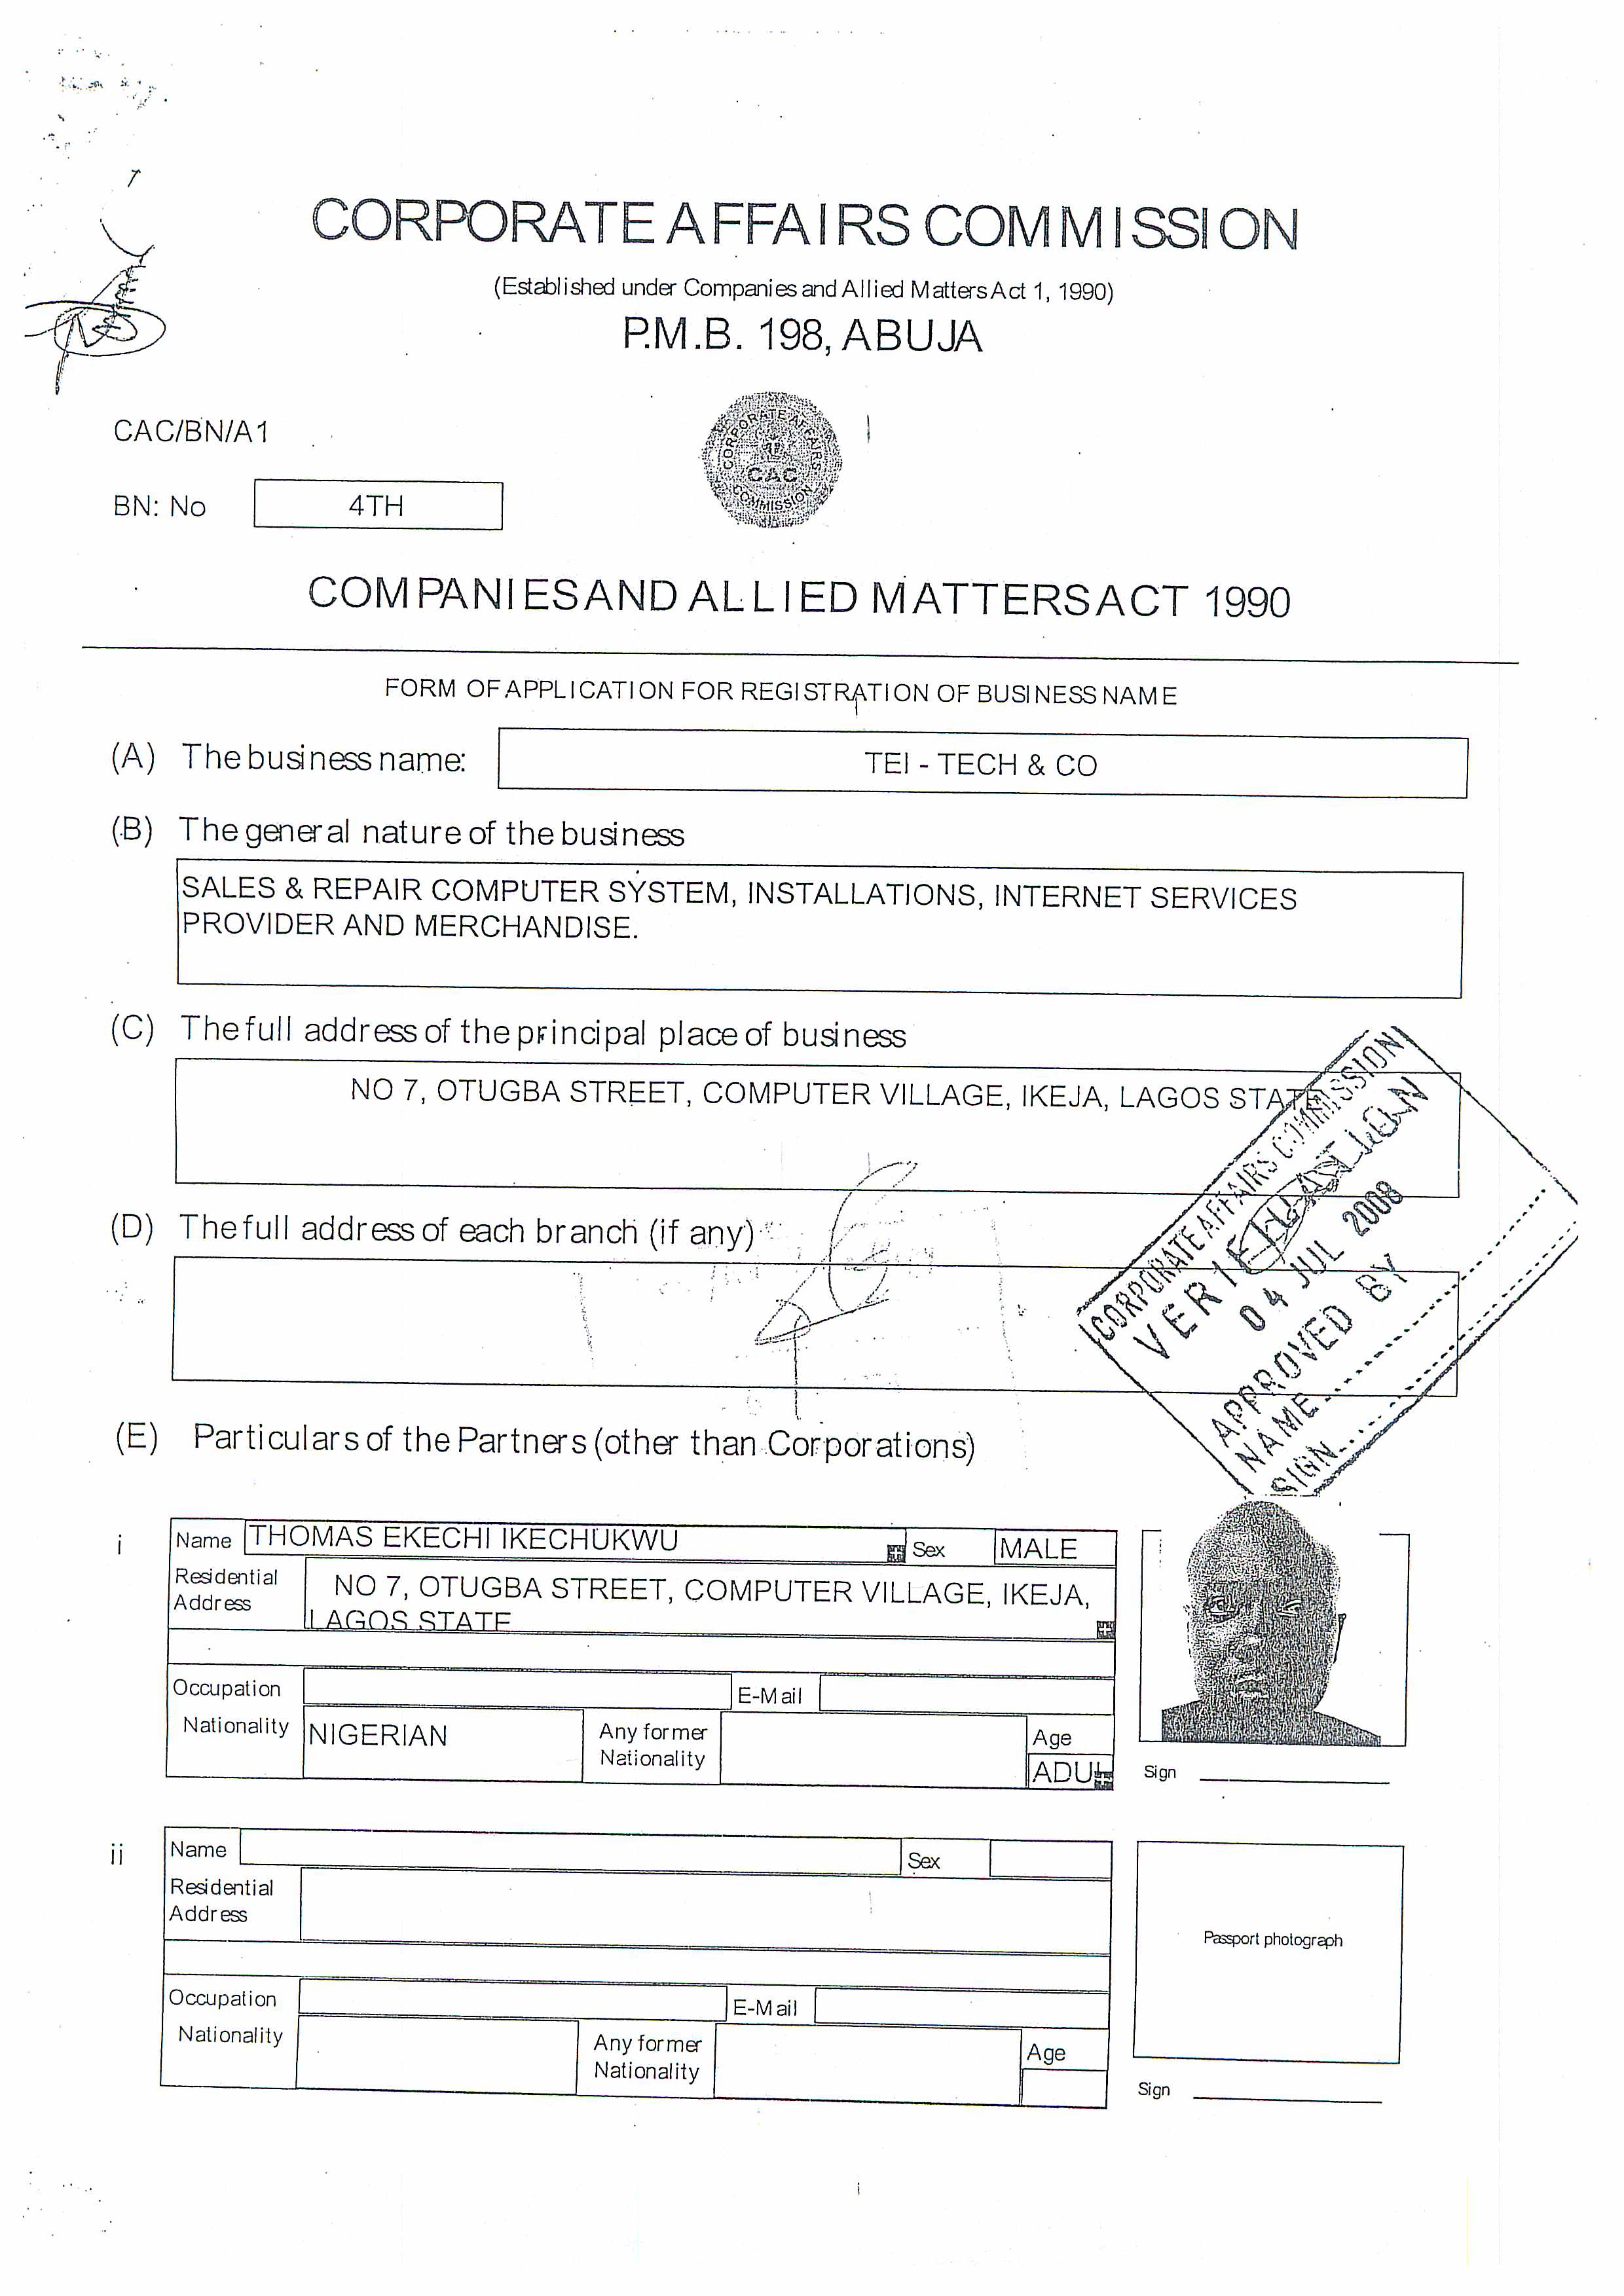 CORPORATE AFFAIRS COMMISSION
(Established under Companies and Allied Matters Act 1, 1990)
P.M.B. 198, ABUJA
CAC/BN/A1
CORPORATE AFFAIRS
CAC
COMMISSION
BN: No 4TH
COMPANIES AND ALLIED MATTERS ACT 1990
FORM OF APPLICATION FOR REGISTRATION OF BUSINESS NAME
(A) The business name: TEI - TECH & CO
(B) The general nature of the business
SALES & REPAIR COMPUTER SYSTEM, INSTALLATIONS, INTERNET SERVICES
PROVIDER AND MERCHANDISE.
(C) The full address of the principal place of business
NO 7, OTUGBA STREET, COMPUTER VILLAGE, IKEJA, LAGOS STATE
(D) The full address of each branch (if any)
CORPORATE AFFAIRS COMMISSION
04 JUL 2008
APPROVED BY
NAME
SIGN
(E) Particulars of the Partners (other than Corporations)
i Name THOMAS EKECHI IKECHUKWU Sex MALE
Residential Address NO 7, OTUGBA STREET, COMPUTER VILLAGE, IKEJA,
LAGOS STATE
Occupation E-Mail
Nationality NIGERIAN Any former Nationality Age
ADUL
Sign
ii Name Sex
Residential
Address
Passport photograph
Occupation E-Mail
Nationality Any former Nationality Age
Sign
i